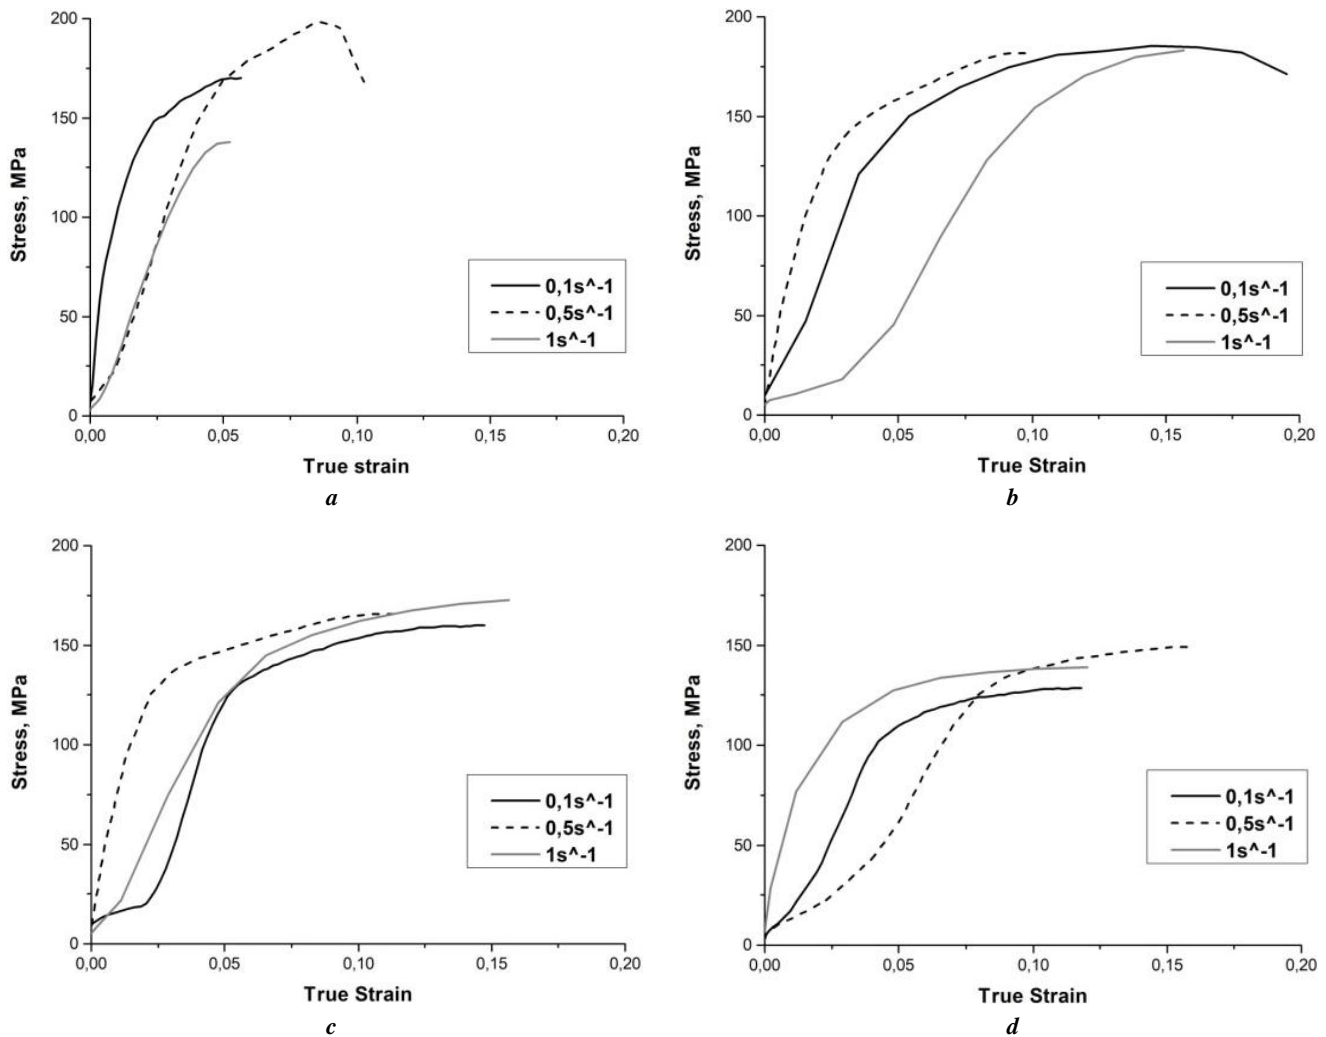 200
150
100
50
0
0,00 0,05 0,10 0,15 0,20
Stress, MPa
True strain
0,1s^-1
0,5s^-1
1s^-1
a
200
150
100
50
0
0,00 0,05 0,10 0,15 0,20
Stress, MPa
True Strain
0,1s^-1
0,5s^-1
1s^-1
b
200
150
100
50
0
0,00 0,05 0,10 0,15 0,20
Stress, MPa
True Strain
0,1s^-1
0,5s^-1
1s^-1
c
200
150
100
50
0
0,00 0,05 0,10 0,15 0,20
Stress, MPa
True Strain
0,1s^-1
0,5s^-1
1s^-1
d